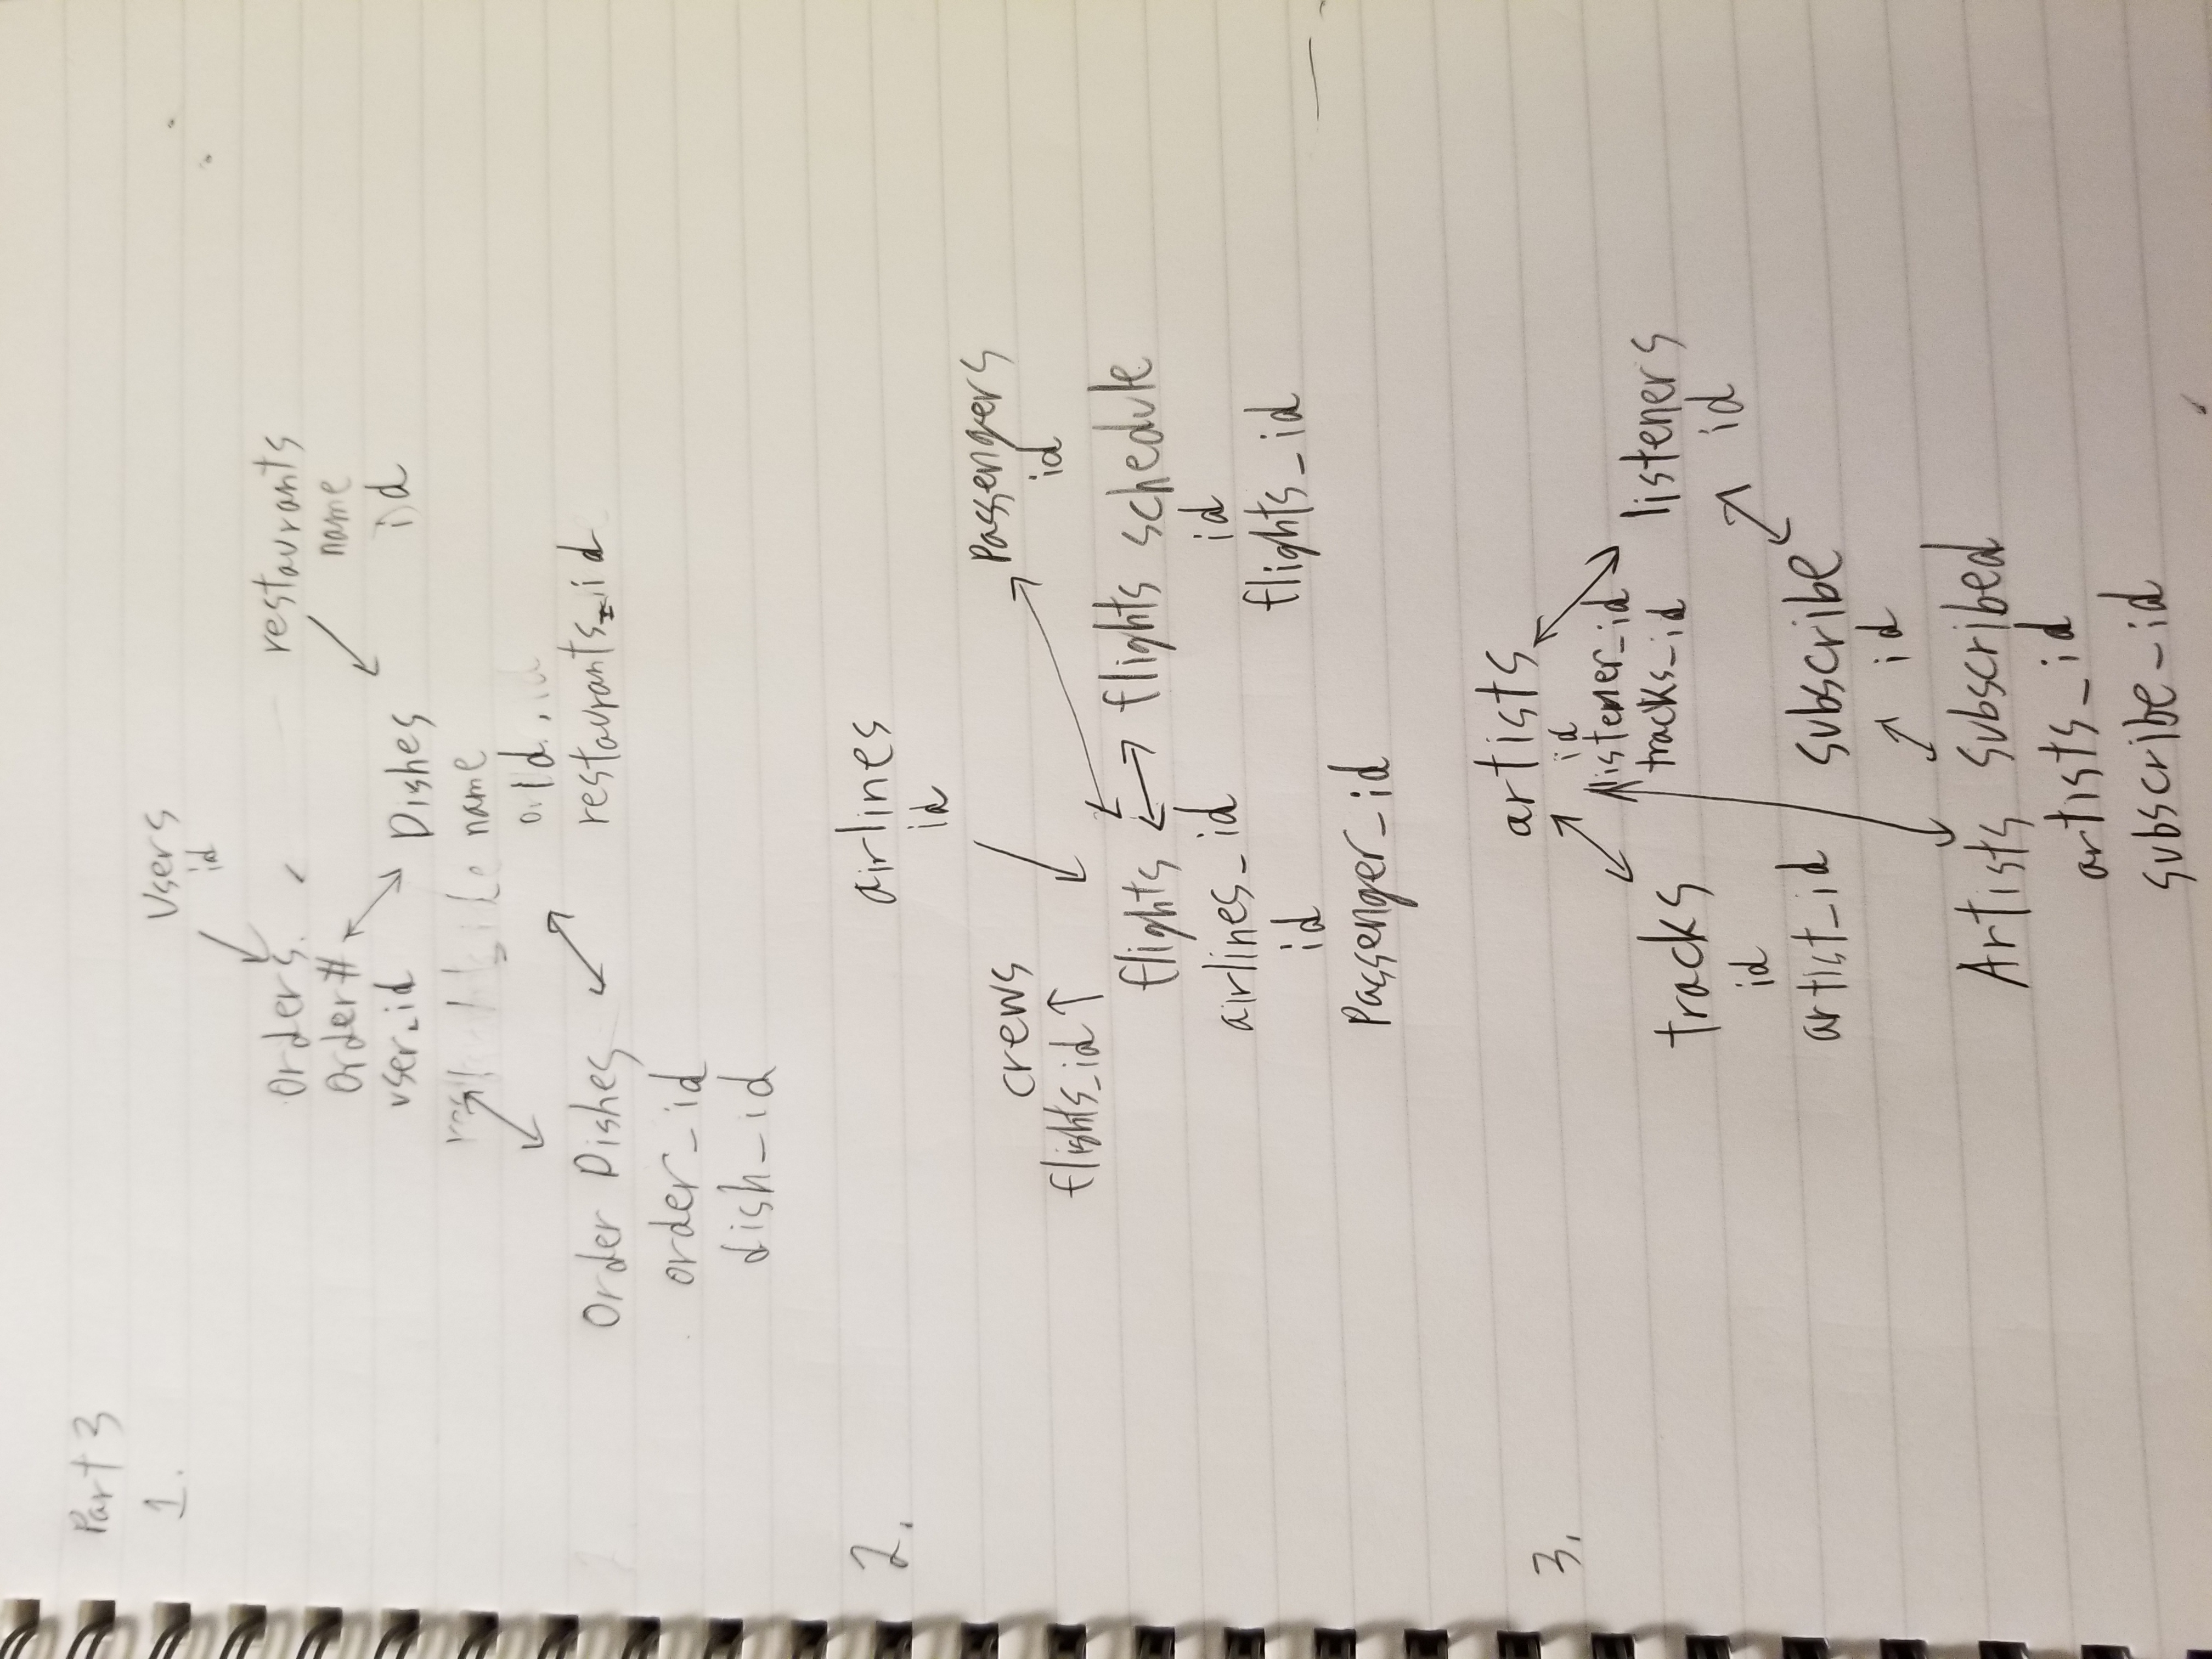 Part 3
1.
Users
id
orders
order#
user_id
restaurants
name
id
Dishes
name
id
restaurants_id
Order Dishes
order_id
dish_id
2.
airlines
id
crews
flights_id
Passengers
id
flights
airlines_id
id
Passenger_id
flights schedule
id
flights_id
3.
artists
id
listener_id
tracks_id
tracks
id
artist_id
listeners
id
subscribe
id
Artists subscribed
artists_id
subscribe_id